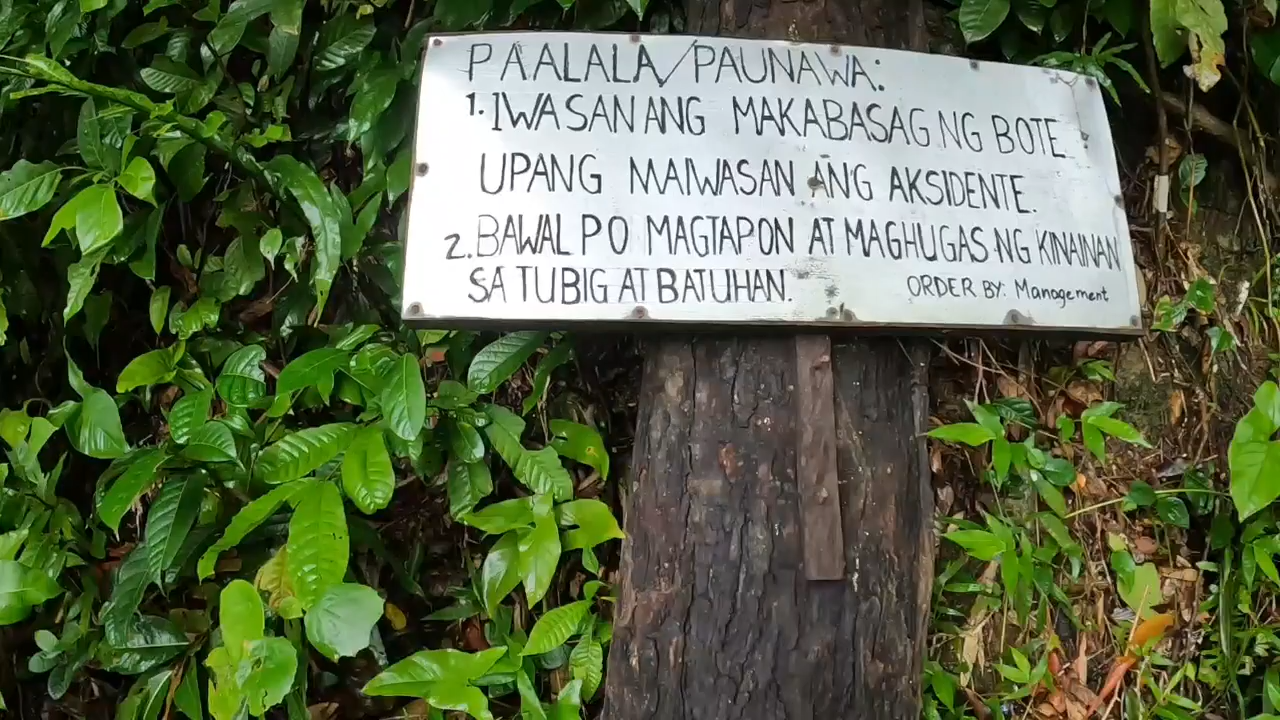 PAALALA/PAUNAWA:
1. IWASAN ANG MAKABASAG NG BOTE
UPANG MAIWASAN ANG AKSIDENTE.
2. BAWAL PO MAGTAPON AT MAGHUGAS NG KINAINAN
SA TUBIG AT BATUHAN.
ORDER BY: Management